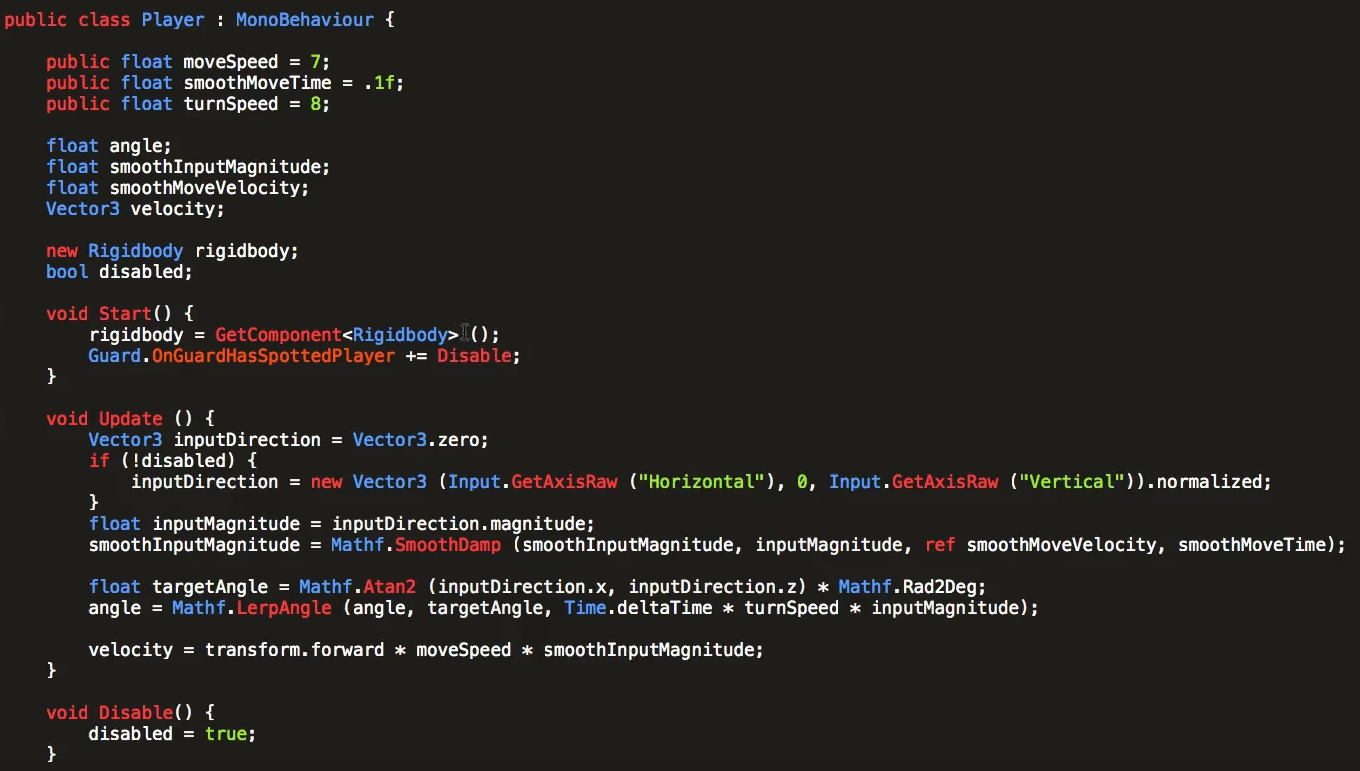 public class Player : MonoBehaviour {
public float moveSpeed = 7;
public float smoothMoveTime = .1f;
public float turnSpeed = 8;
float angle;
float smoothInputMagnitude;
float smoothMoveVelocity;
Vector3 velocity;
new Rigidbody rigidbody;
bool disabled;
void Start() {
rigidbody = GetComponent<Rigidbody> ();
Guard.OnGuardHasSpottedPlayer += Disable;
}
void Update () {
Vector3 inputDirection = Vector3.zero;
if (!disabled) {
inputDirection = new Vector3 (Input.GetAxisRaw ("Horizontal"), 0, Input.GetAxisRaw ("Vertical")).normalized;
}
float inputMagnitude = inputDirection.magnitude;
smoothInputMagnitude = Mathf.SmoothDamp (smoothInputMagnitude, inputMagnitude, ref smoothMoveVelocity, smoothMoveTime);
float targetAngle = Mathf.Atan2 (inputDirection.x, inputDirection.z) * Mathf.Rad2Deg;
angle = Mathf.LerpAngle (angle, targetAngle, Time.deltaTime * turnSpeed * inputMagnitude);
velocity = transform.forward * moveSpeed * smoothInputMagnitude;
}
void Disable() {
disabled = true;
}